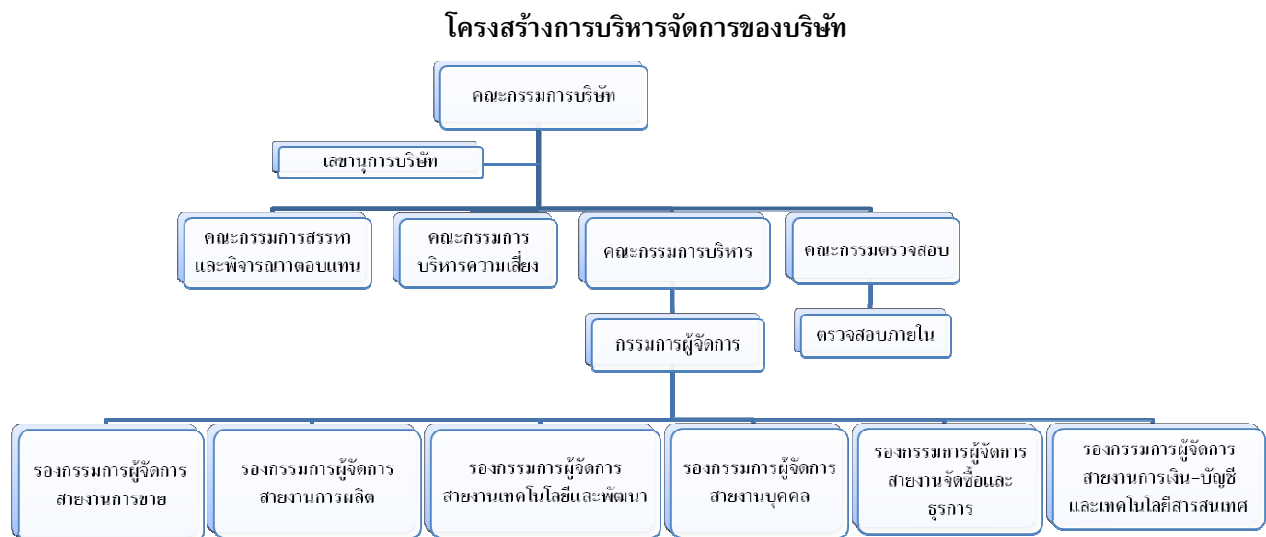 โครงสร้างการบริหารจัดการของบริษัท
คณะกรรมการบริษัท
เลขานุการบริษัท
คณะกรรมการสรรหา
และพิจารณาาตอบแทน
คณะกรรมการ
บริหารความเสี่ยง
คณะกรรมการบริหาร
คณะกรรมตรวจสอบ
กรรมการผู้จัดการ
ตรวจสอบภายใน
รองกรรมการผู้จัดการ
สายงานการขาย
รองกรรมการผู้จัดการ
สายงานการผลิต
รองกรรมการผู้จัดการ
สายงานเทคโนโลยีและพัฒนา
รองกรรมการผู้จัดการ
สายงานบุคคล
รองกรรมการผู้จัดการ
สายงานจัดซื้อและ
ธุรการ
รองกรรมการผู้จัดการ
สายงานการเงิน-บัญชี
และเทคโนโลยีสารสนเทศ